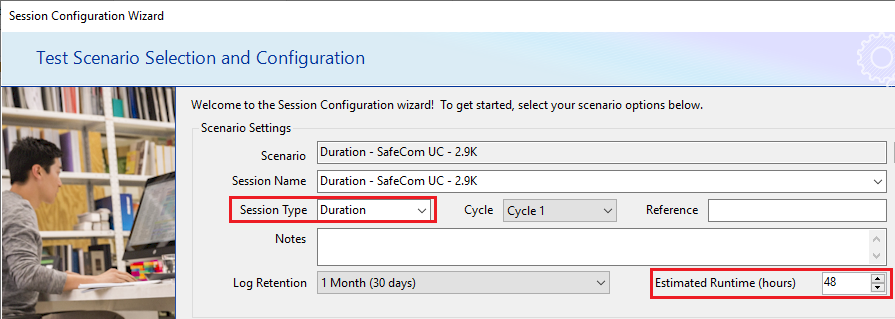 Session Configuration Wizard
Test Scenario Selection and Configuration
Welcome to the Session Configuration wizard! To get started, select your scenario options below.
Scenario Settings
Scenario Duration - SafeCom UC - 2.9K
Session Name Duration - SafeCom UC - 2.9K
Session Type Duration Cycle Cycle 1 Reference
Notes
Log Retention 1 Month (30 days) Estimated Runtime (hours) 48